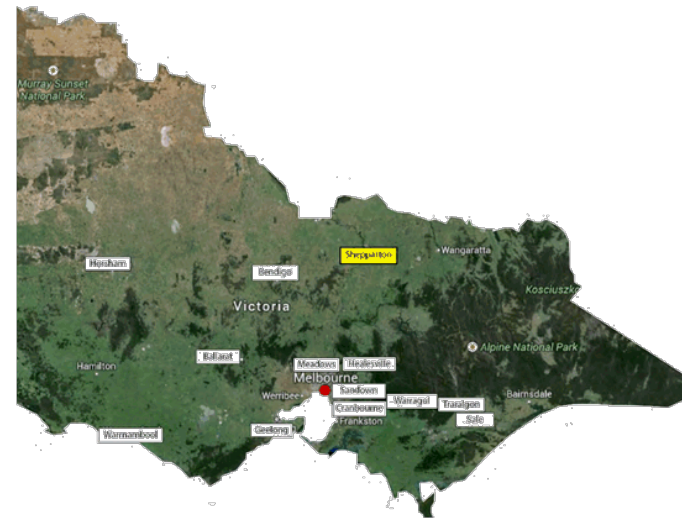 Murray Sunset
National Park
Shepparton
Wangaratta
Horsham
Bendigo
Kosciuszko
Victoria
Ballarat
Alpine National Park
Hamilton
Meadows
Healesville
Melbourne
Werribee
Sandown
Bairnsdale
Warragul
Traralgon
Cranbourne
Sale
Frankston
Geelong
Warrnambool